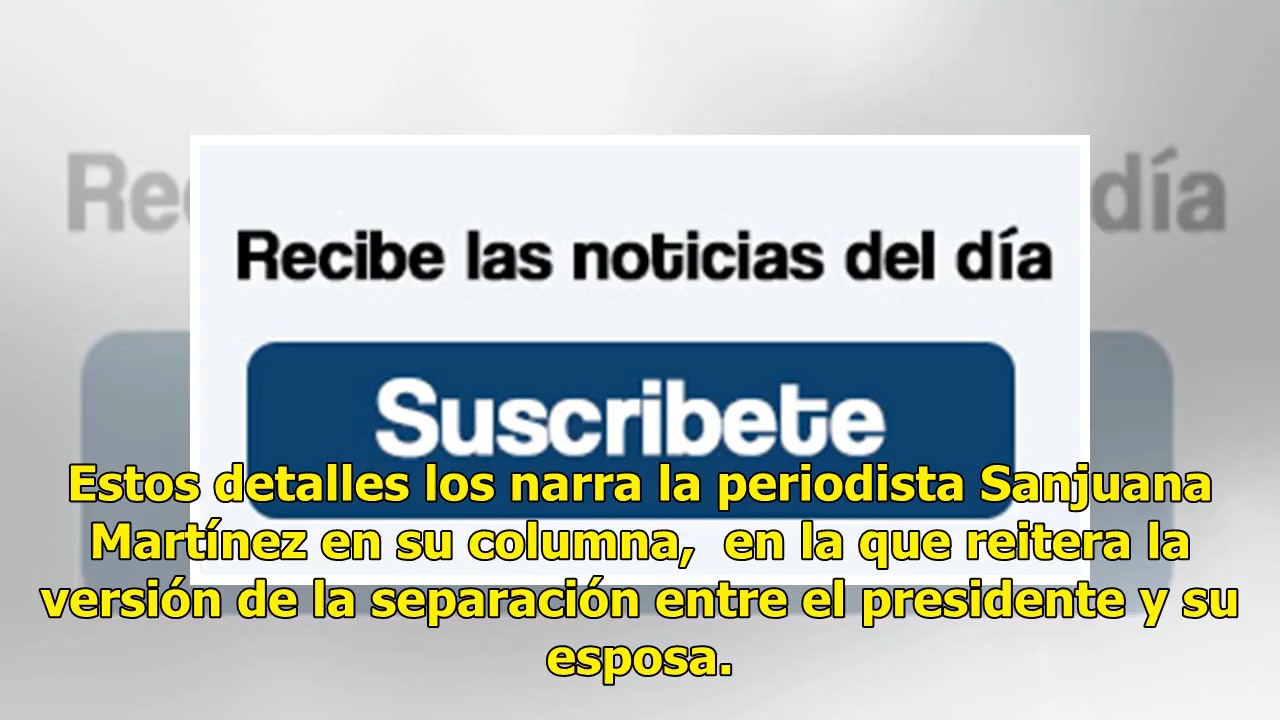 Recibe las noticias del día
Suscribete
Estos detalles los narra la periodista Sanjuana
Martínez en su columna,  en la que reitera la
versión de la separación entre el presidente y su
esposa.